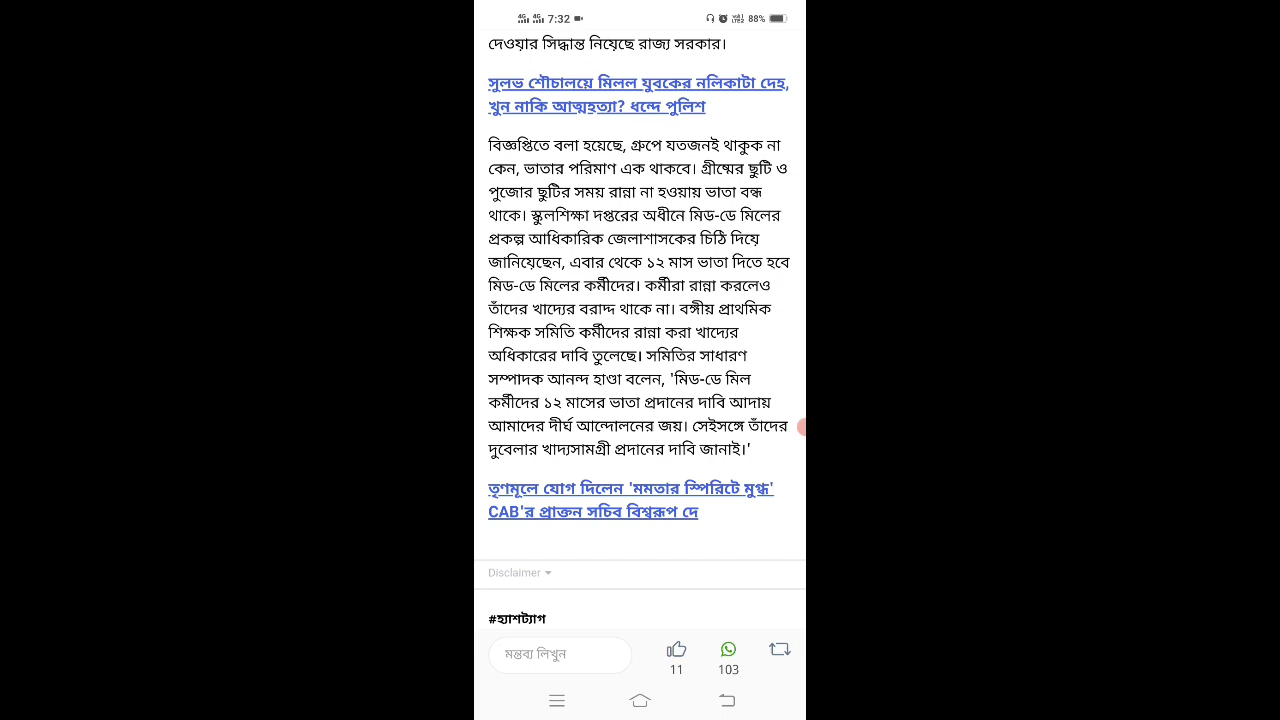 4G 4G 7:32 88%
দেওয়ার সিদ্ধান্ত নিয়েছে রাজ্য সরকার।
সুলভ শৌচালয়ে মিলল যুবকের নলিকাটা দেহ,
খুন নাকি আত্মহত্যা? ধন্দে পুলিশ
বিজ্ঞপ্তিতে বলা হয়েছে, গ্রুপে যতজনই থাকুক না
কেন, ভাতার পরিমাণ এক থাকবে। গ্রীষ্মের ছুটি ও
পুজোর ছুটির সময় রান্না না হওয়ায় ভাতা বন্ধ
থাকে। স্কুলশিক্ষা দপ্তরের অধীনে মিড-ডে মিলের
প্রকল্প আধিকারিক জেলাশাসকের চিঠি দিয়ে
জানিয়েছেন, এবার থেকে ১২ মাস ভাতা দিতে হবে
মিড-ডে মিলের কর্মীদের। কর্মীরা রান্না করলেও
তাঁদের খাদ্যের বরাদ্দ থাকে না। বঙ্গীয় প্রাথমিক
শিক্ষক সমিতি কর্মীদের রান্না করা খাদ্যের
অধিকারের দাবি তুলেছে। সমিতির সাধারণ
সম্পাদক আনন্দ হাণ্ডা বলেন, 'মিড-ডে মিল
কর্মীদের ১২ মাসের ভাতা প্রদানের দাবি আদায়
আমাদের দীর্ঘ আন্দোলনের জয়। সেইসঙ্গে তাঁদের
দুবেলার খাদ্যসামগ্রী প্রদানের দাবি জানাই।'
তৃণমূলে যোগ দিলেন 'মমতার স্পিরিটে মুগ্ধ'
CAB'র প্রাক্তন সচিব বিশ্বরূপ দে
Disclaimer
#হ্যাশট্যাগ
মন্তব্য লিখুন
11 103